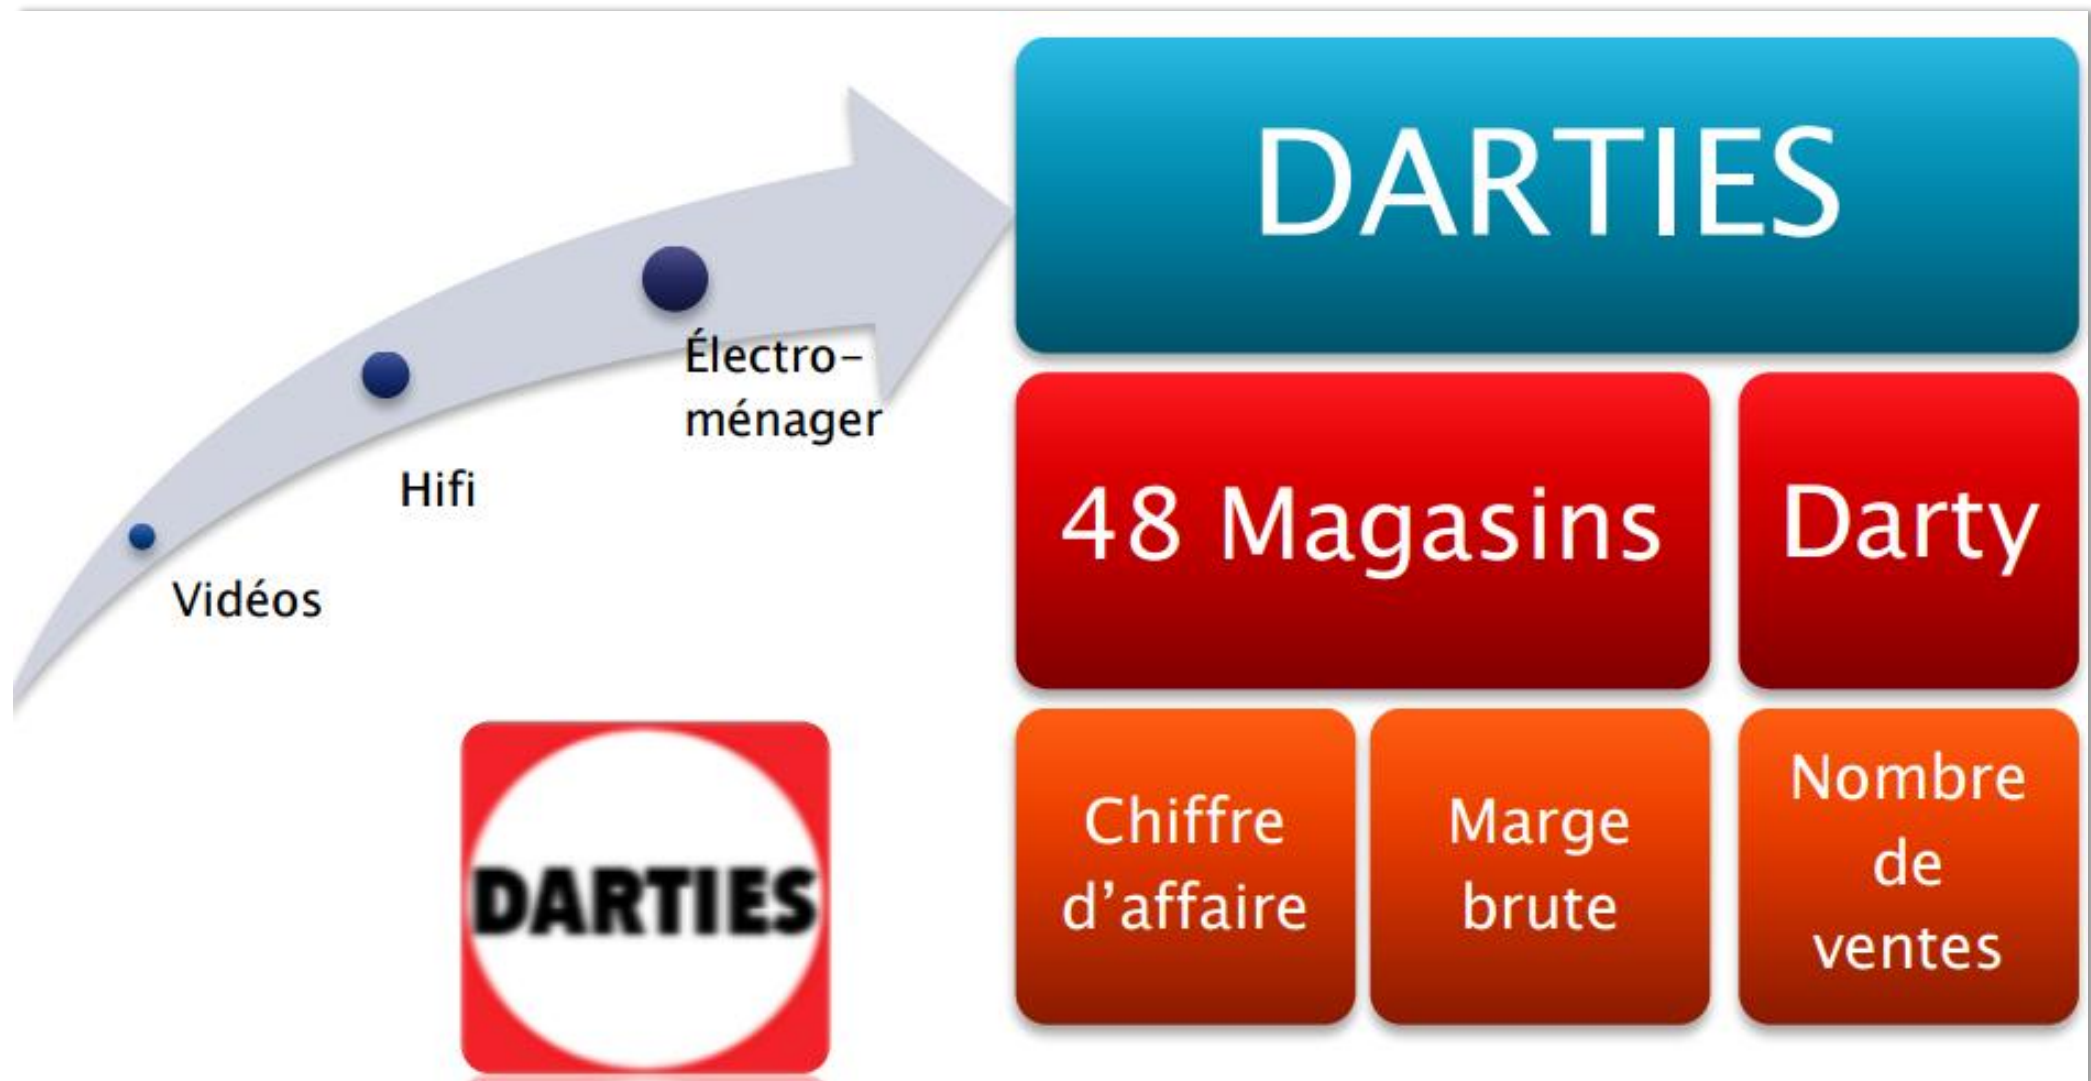 DARTIES
Électro-
ménager
Hifi
Vidéos
48 Magasins
Darty
DARTIES
Chiffre
d’affaire
Marge
brute
Nombre
de
ventes